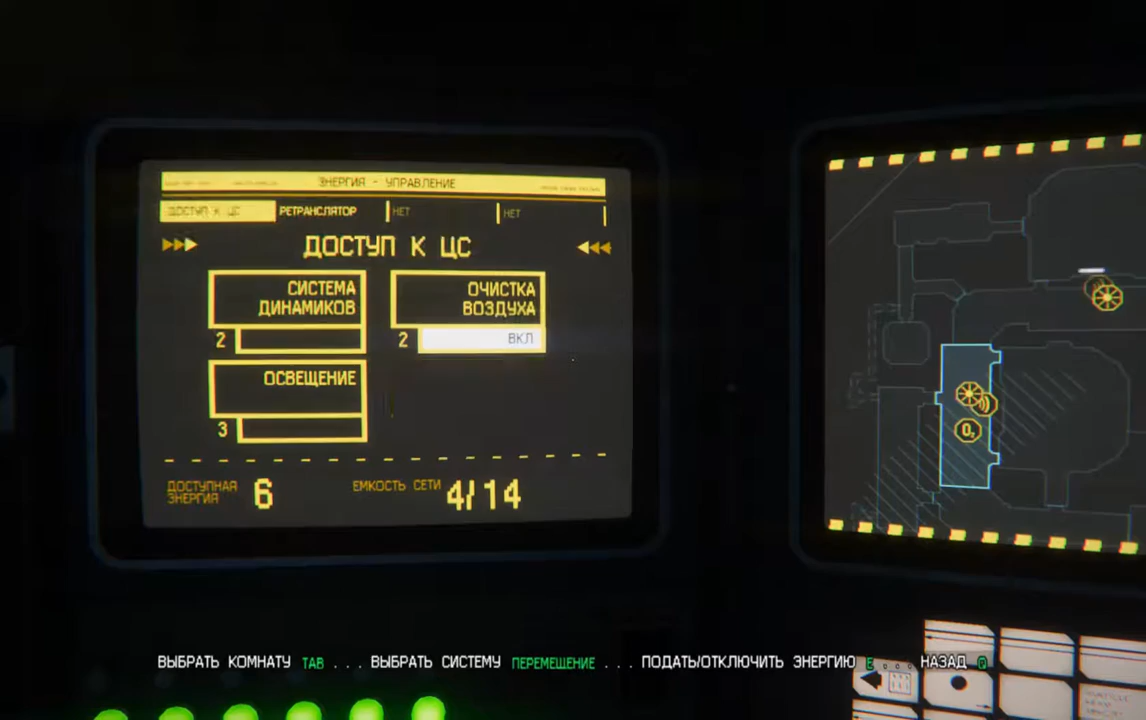 ЭНЕРГИЯ - УПРАВЛЕНИЕ
ДОСТУП К ЦС РЕТРАНСЛЯТОР НЕТ НЕТ
ДОСТУП К ЦС
СИСТЕМА
ДИНАМИКОВ
2
ОЧИСТКА
ВОЗДУХА
2 ВКЛ
ОСВЕЩЕНИЕ
3
ДОСТУПНАЯ
ЭНЕРГИЯ
6
ЕМКОСТЬ СЕТИ
4/14
O₂
ВЫБРАТЬ КОМНАТУ TAB . . . ВЫБРАТЬ СИСТЕМУ ПЕРЕМЕЩЕНИЕ . . . ПОДАТЬ/ОТКЛЮЧИТЬ ЭНЕРГИЮ E . . . НАЗАД Q